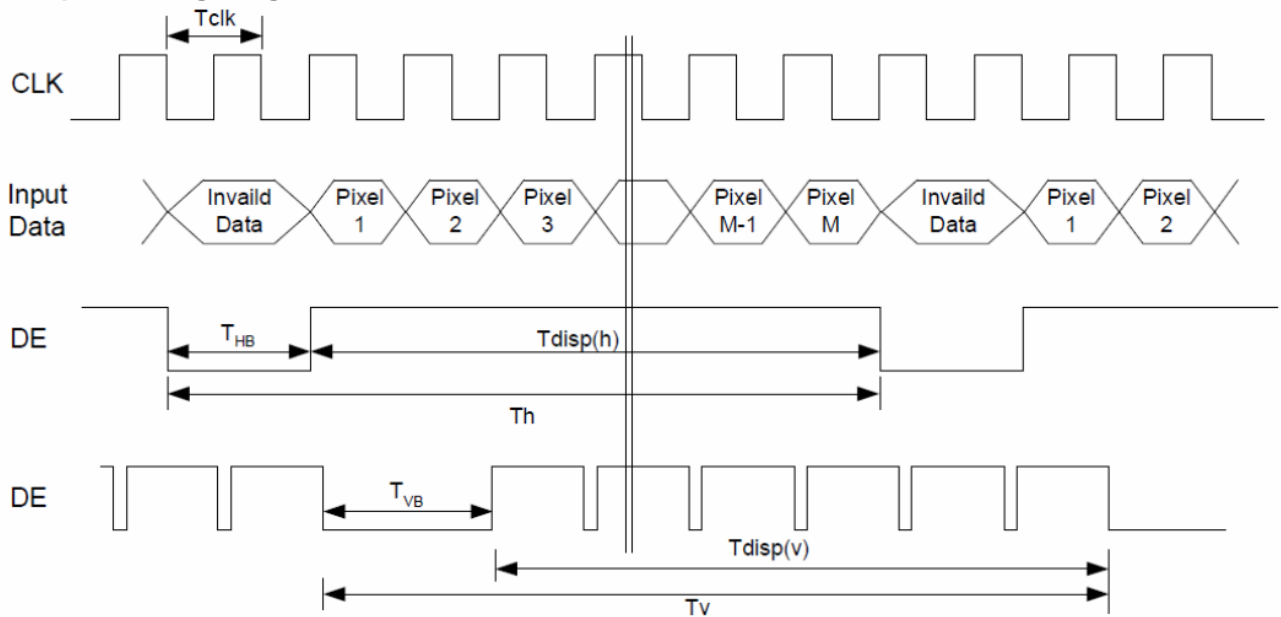 Tclk
CLK
Input
Data
Invaild
Data
Pixel
1
Pixel
2
Pixel
3
Pixel
M-1
Pixel
M
Invaild
Data
Pixel
1
Pixel
2
DE
THB
Tdisp(h)
Th
DE
TVB
Tdisp(v)
Tv